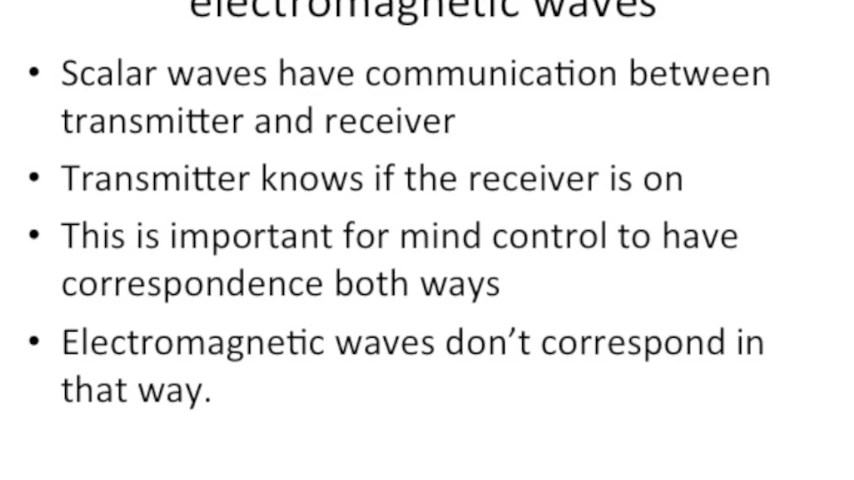 electromagnetic waves
• Scalar waves have communication between
transmitter and receiver
• Transmitter knows if the receiver is on
• This is important for mind control to have
correspondence both ways
• Electromagnetic waves don’t correspond in
that way.